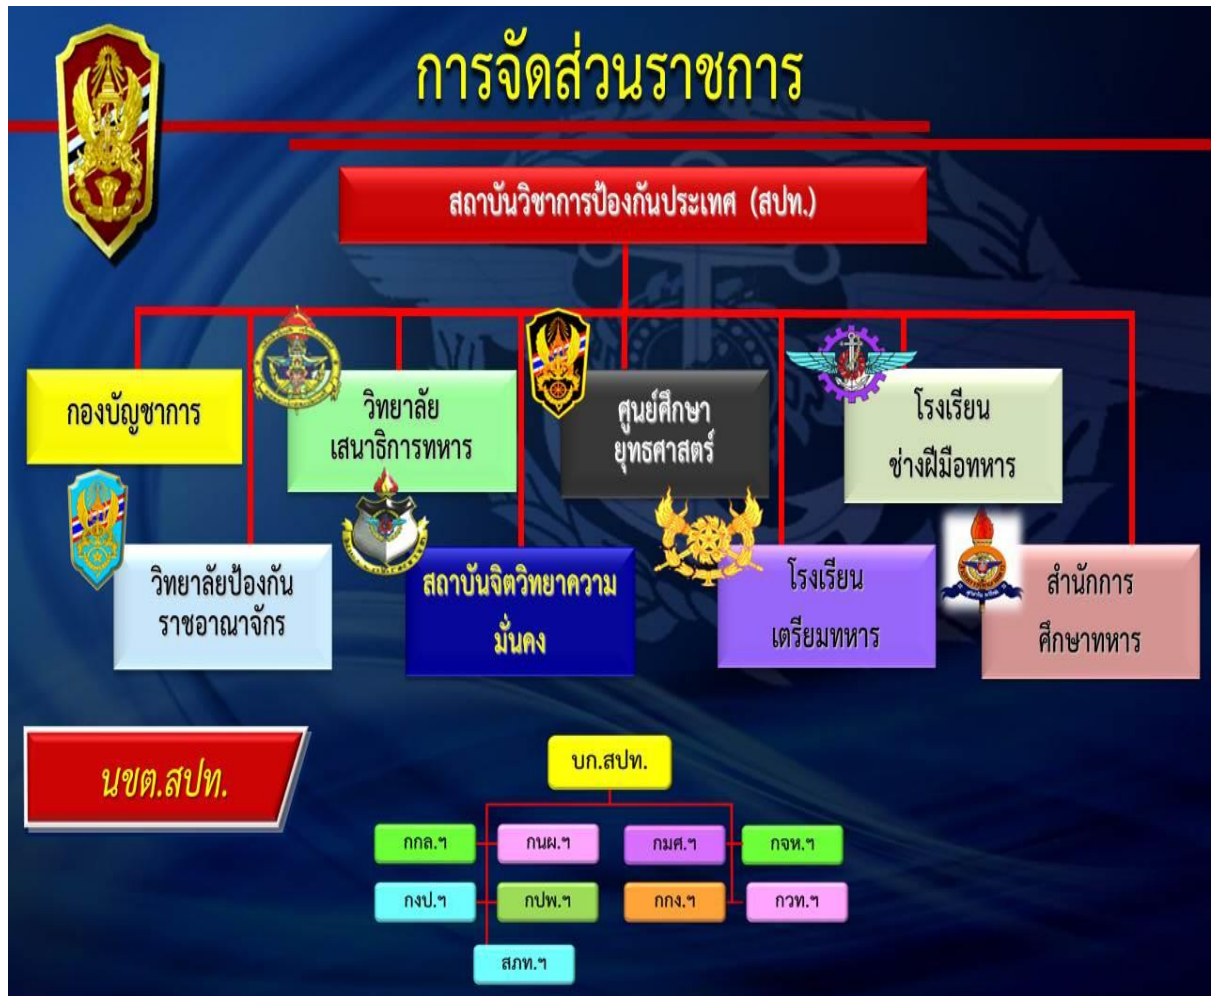 การจัดส่วนราชการ
สถาบันวิชาการป้องกันประเทศ (สปท.)
กองบัญชาการ
วิทยาลัย
เสนาธิการทหาร
ศูนย์ศึกษา
ยุทธศาสตร์
โรงเรียน
ช่างฝีมือทหาร
วิทยาลัยป้องกัน
ราชอาณาจักร
สถาบันจิตวิทยาความ
มั่นคง
โรงเรียน
เตรียมทหาร
สำนักการ
ศึกษาทหาร
นขต.สปท.
บก.สปท.
กกล.ฯ
กนผ.ฯ
กมศ.ฯ
กจห.ฯ
กงป.ฯ
กปพ.ฯ
กกง.ฯ
กวท.ฯ
สภท.ฯ